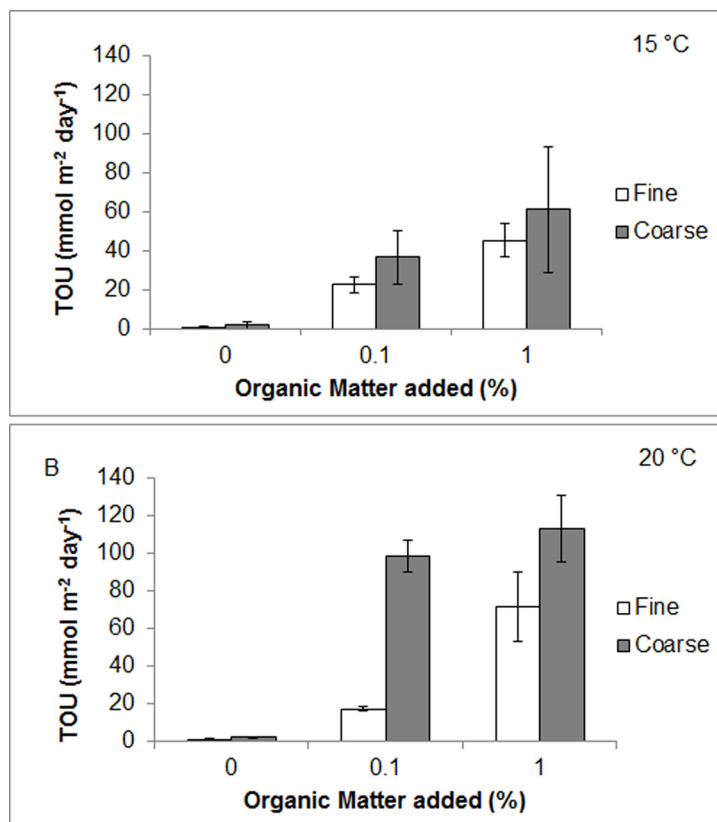 15 °C
140
120
100
80
60
40
20
0
TOU (mmol m⁻² day⁻¹)
Fine
Coarse
0 0.1 1
Organic Matter added (%)
B
20 °C
140
120
100
80
60
40
20
0
TOU (mmol m⁻² day⁻¹)
Fine
Coarse
0 0.1 1
Organic Matter added (%)